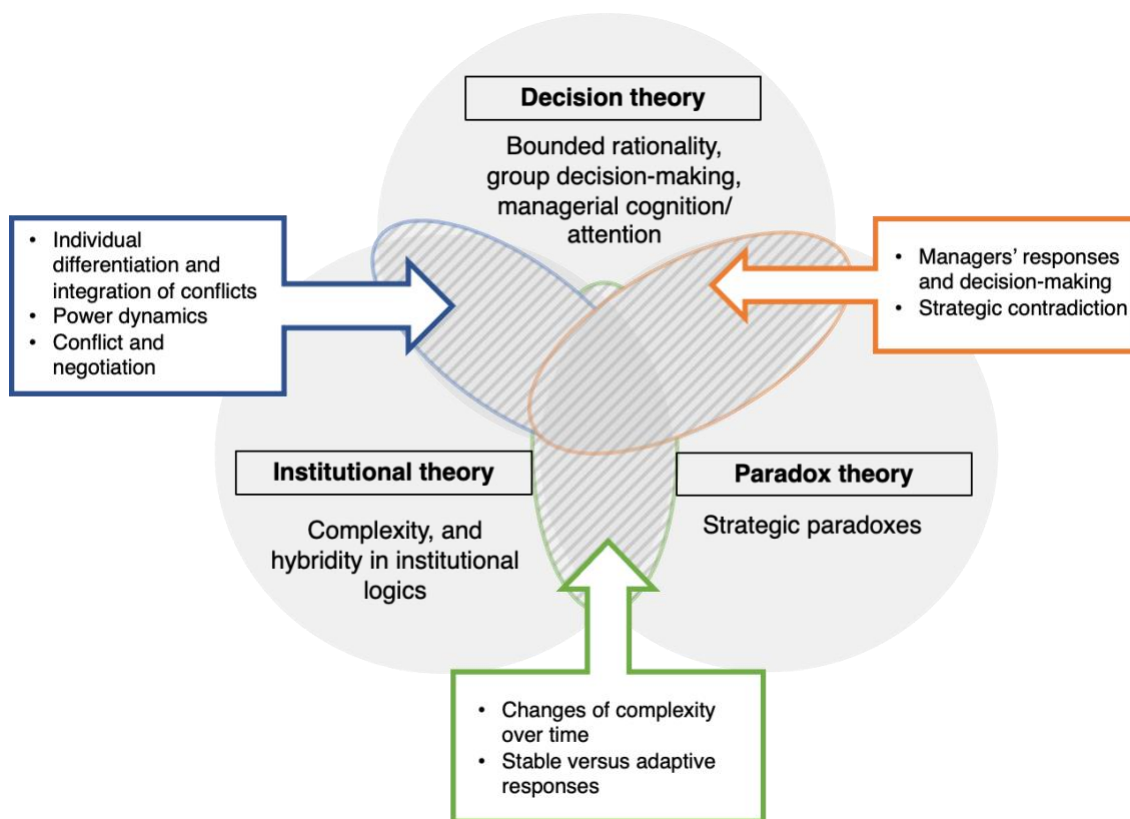 Decision theory
Bounded rationality,
group decision-making,
managerial cognition/
attention
• Individual
differentiation and
integration of conflicts
• Power dynamics
• Conflict and
negotiation
• Managers' responses
and decision-making
• Strategic contradiction
Institutional theory
Complexity, and
hybridity in institutional
logics
Paradox theory
Strategic paradoxes
• Changes of complexity
over time
• Stable versus adaptive
responses